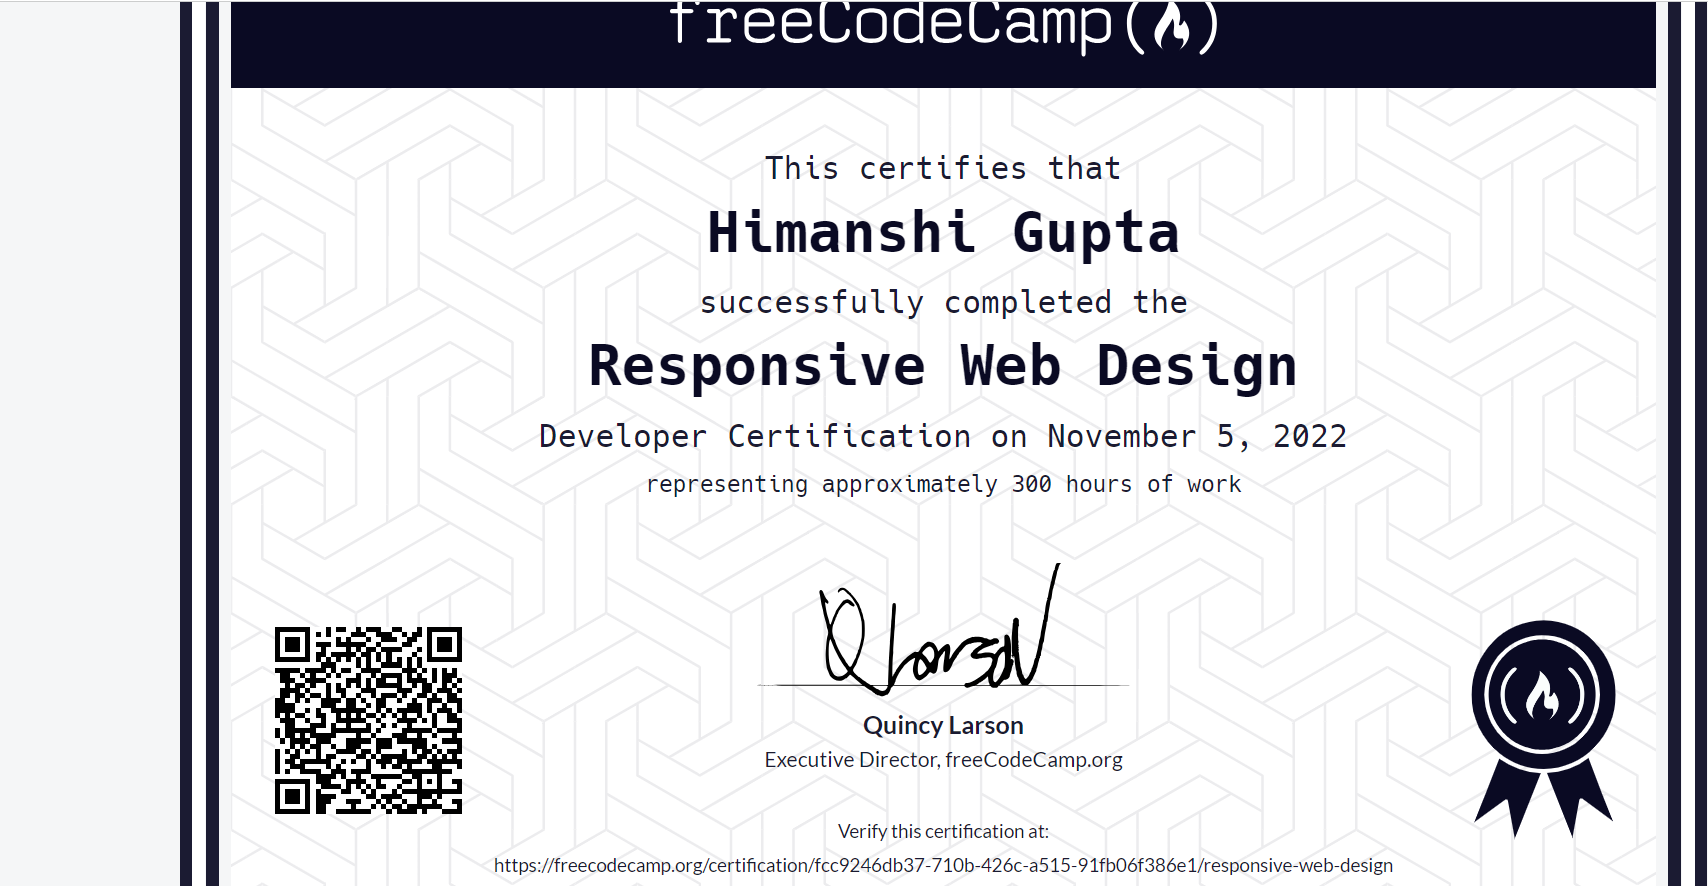 freeCodeCamp(🔥)
This certifies that
Himanshi Gupta
successfully completed the
Responsive Web Design
Developer Certification on November 5, 2022
representing approximately 300 hours of work
Q Larson
Quincy Larson
Executive Director, freeCodeCamp.org
Verify this certification at:
https://freecodecamp.org/certification/fcc9246db37-710b-426c-a515-91fb06f386e1/responsive-web-design